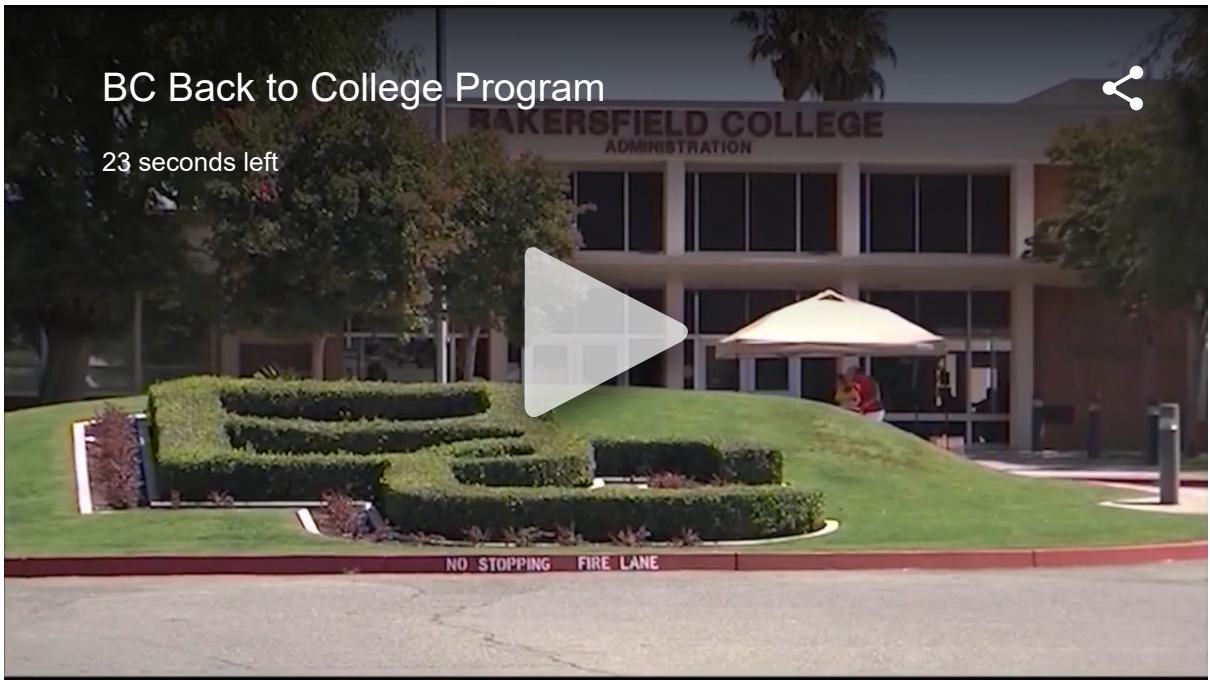 BC Back to College Program
BAKERSFIELD COLLEGE
ADMINISTRATION
23 seconds left
NO STOPPING FIRE LANE